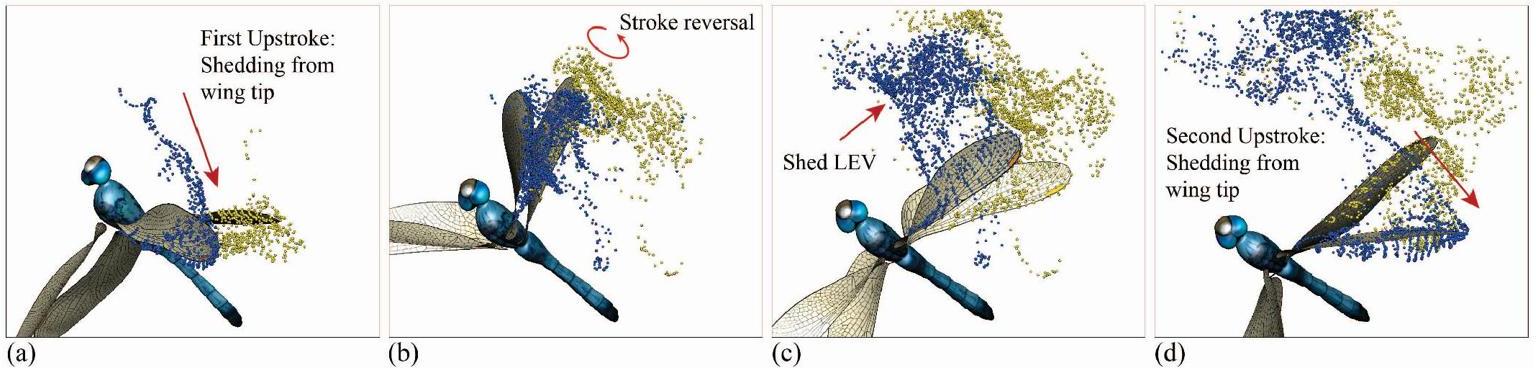 First Upstroke:
Shedding from
wing tip
(a)
Stroke reversal
(b)
Shed LEV
(c)
Second Upstroke:
Shedding from
wing tip
(d)